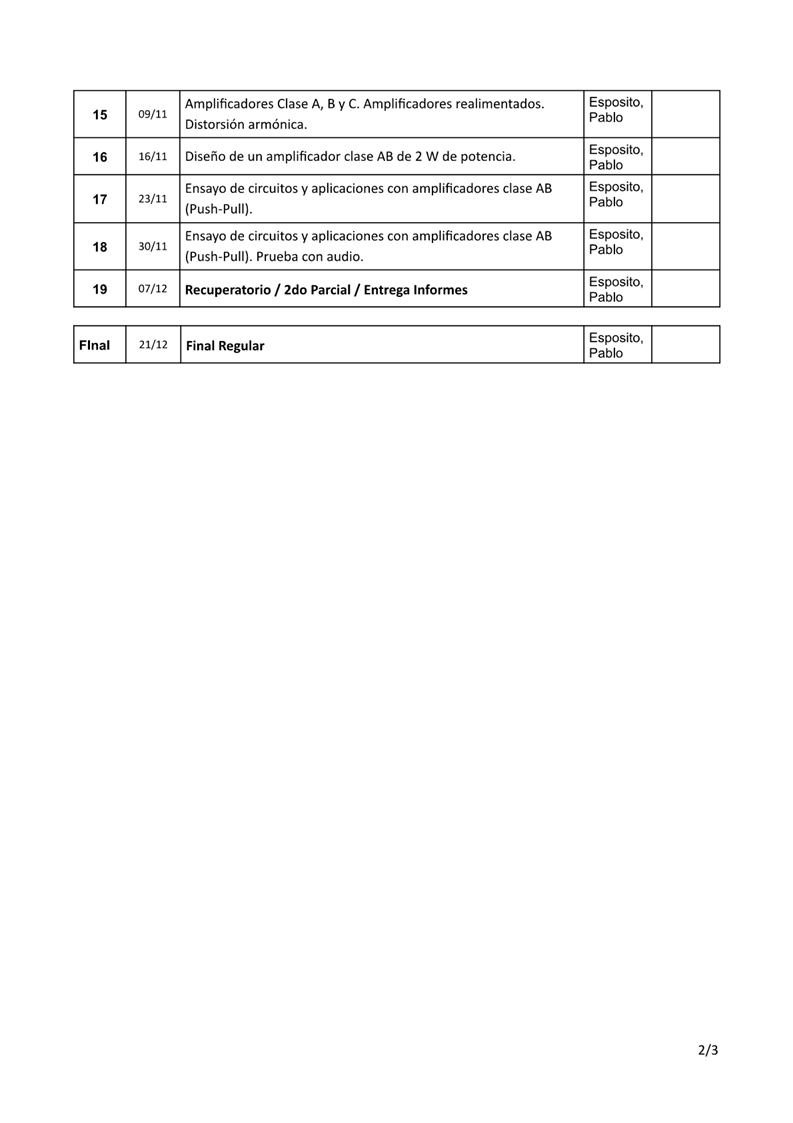 15 09/11 Amplificadores Clase A, B y C. Amplificadores realimentados. Esposito,
Distorsión armónica. Pablo
16 16/11 Diseño de un amplificador clase AB de 2 W de potencia. Esposito,
Pablo
17 23/11 Ensayo de circuitos y aplicaciones con amplificadores clase AB Esposito,
(Push-Pull). Pablo
18 30/11 Ensayo de circuitos y aplicaciones con amplificadores clase AB Esposito,
(Push-Pull). Prueba con audio. Pablo
19 07/12 Recuperatorio / 2do Parcial / Entrega Informes Esposito,
Pablo
FInal 21/12 Final Regular Esposito,
Pablo
2/3